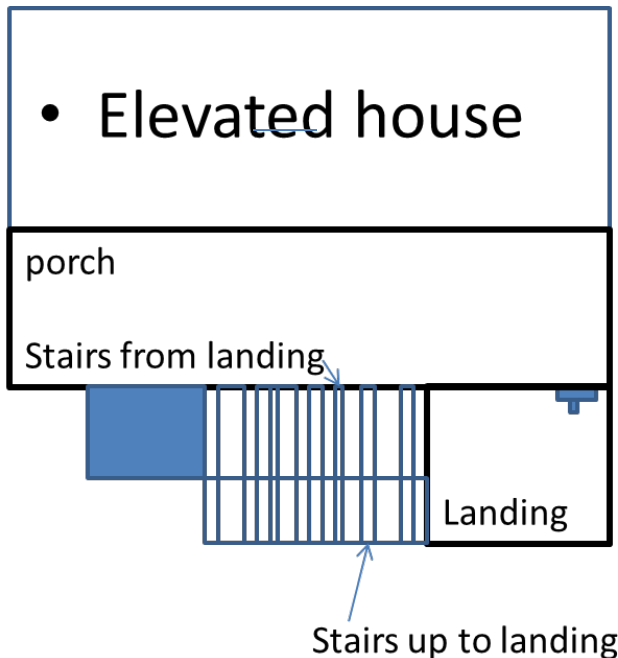 • Elevated house
porch
Stairs from landing
Landing
Stairs up to landing